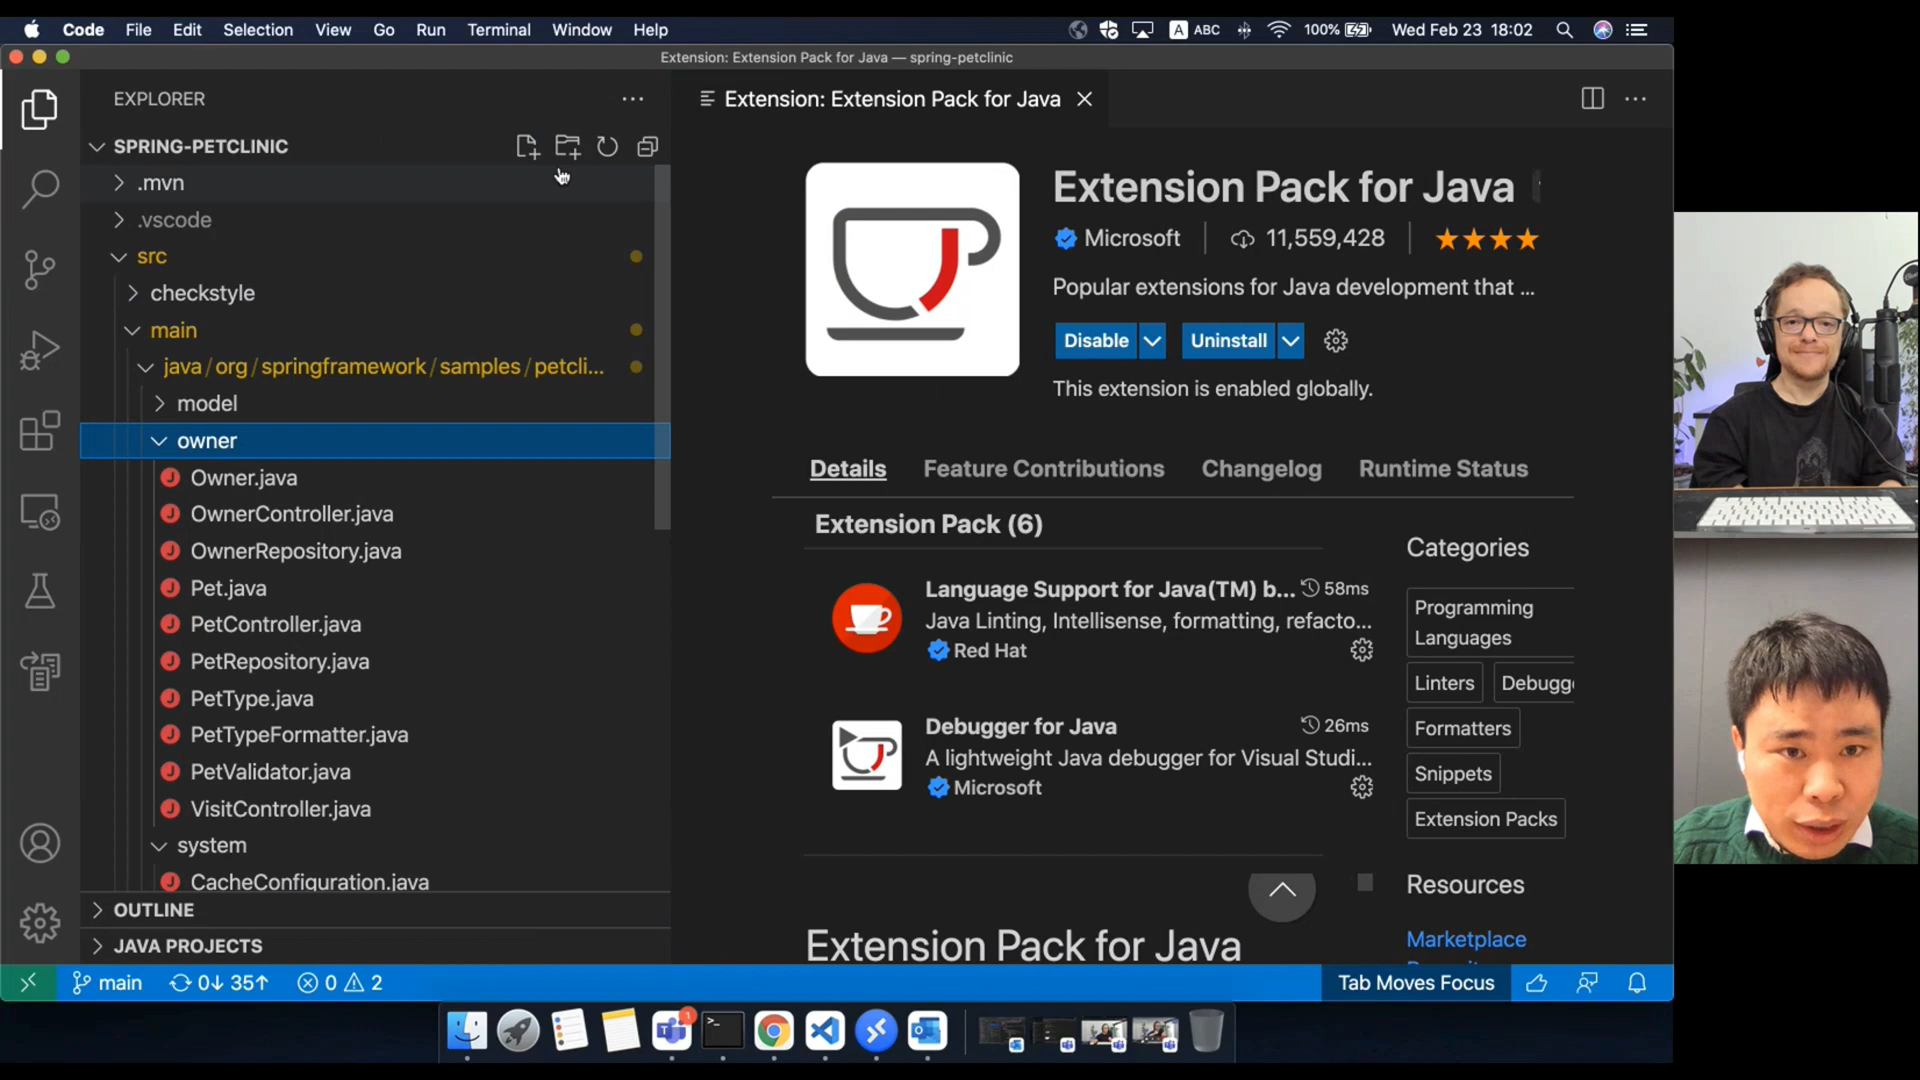 Code File Edit Selection View Go Run Terminal Window Help
A ABC 100% Wed Feb 23 18:02
Extension: Extension Pack for Java — spring-petclinic
EXPLORER
SPRING-PETCLINIC
.mvn
.vscode
src
checkstyle
main
java/org/springframework/samples/petcli...
model
owner
J Owner.java
J OwnerController.java
J OwnerRepository.java
J Pet.java
J PetController.java
J PetRepository.java
J PetType.java
J PetTypeFormatter.java
J PetValidator.java
J VisitController.java
system
J CacheConfiguration.java
OUTLINE
JAVA PROJECTS
Extension: Extension Pack for Java
Extension Pack for Java
Microsoft 11,559,428
Popular extensions for Java development that ...
Disable Uninstall
This extension is enabled globally.
Details Feature Contributions Changelog Runtime Status
Extension Pack (6)
Language Support for Java(TM) b... 58ms
Java Linting, Intellisense, formatting, refacto...
Red Hat
Debugger for Java 26ms
A lightweight Java debugger for Visual Studi...
Microsoft
Extension Pack for Java
Categories
Programming
Languages
Linters Debugge
Formatters
Snippets
Extension Packs
Resources
Marketplace
main 0↓ 35↑ 0 2
Tab Moves Focus
1